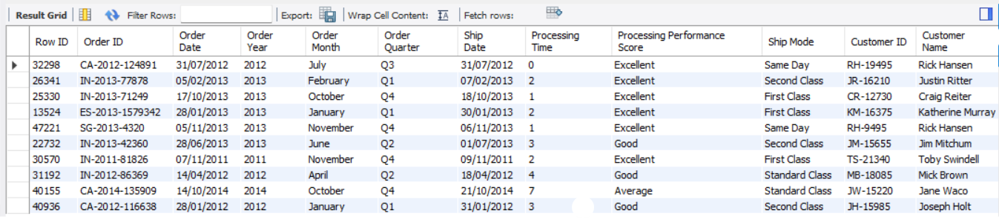 Result Grid Filter Rows: Export: Wrap Cell Content: Fetch rows:
Row ID Order ID Order Date Order Year Order Month Order Quarter Ship Date Processing Time Processing Performance Score Ship Mode Customer ID Customer Name
32298 CA-2012-124891 31/07/2012 2012 July Q3 31/07/2012 0 Excellent Same Day RH-19495 Rick Hansen
26341 IN-2013-77878 05/02/2013 2013 February Q1 07/02/2013 2 Excellent Second Class JR-16210 Justin Ritter
25330 IN-2013-71249 17/10/2013 2013 October Q4 18/10/2013 1 Excellent First Class CR-12730 Craig Reiter
13524 ES-2013-1579342 28/01/2013 2013 January Q1 30/01/2013 2 Excellent First Class KM-16375 Katherine Murray
47221 SG-2013-4320 05/11/2013 2013 November Q4 06/11/2013 1 Excellent Same Day RH-9495 Rick Hansen
22732 IN-2013-42360 28/06/2013 2013 June Q2 01/07/2013 3 Good Second Class JM-15655 Jim Mitchum
30570 IN-2011-81826 07/11/2011 2011 November Q4 09/11/2011 2 Excellent First Class TS-21340 Toby Swindell
31192 IN-2012-86369 14/04/2012 2012 April Q2 18/04/2012 4 Good Standard Class MB-18085 Mick Brown
40155 CA-2014-135909 14/10/2014 2014 October Q4 21/10/2014 7 Average Standard Class JW-15220 Jane Waco
40936 CA-2012-116638 28/01/2012 2012 January Q1 31/01/2012 3 Good Second Class JH-15985 Joseph Holt